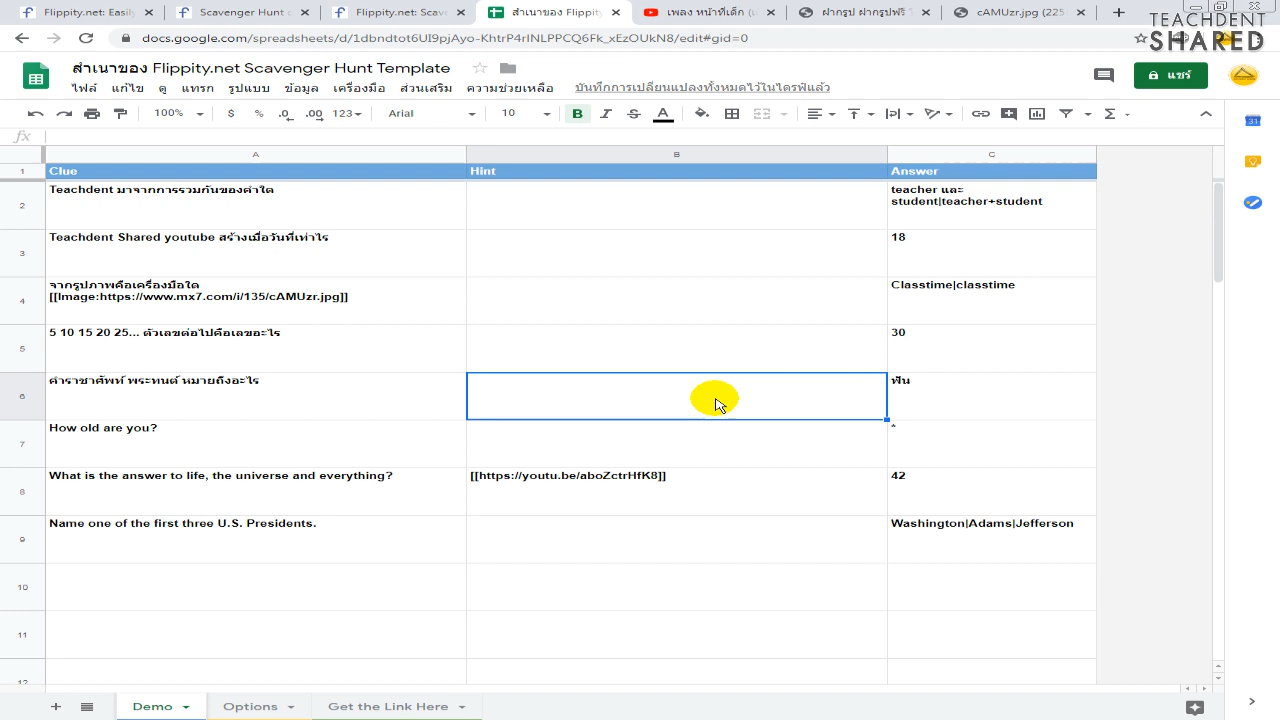 Flippity.net: Easily
Scavenger Hunt
Flippity.net: Scav
สำเนาของ Flippity
เพลง หน้าที่เด็ก
ฝากรูป ฝากรูปฟรี
cAMUzr.jpg (225
TEACHDENT
SHARED
docs.google.com/spreadsheets/d/1dbndtot6UI9pjAyo-KhtrP4rINLPPCQ6Fk_xEzOUkN8/edit#gid=0
สำเนาของ Flippity.net Scavenger Hunt Template
แชร์
ไฟล์ แก้ไข ดู แทรก รูปแบบ ข้อมูล เครื่องมือ ส่วนเสริม ความช่วยเหลือ บันทึกการเปลี่ยนแปลงทั้งหมดไว้ในไดรฟ์แล้ว
100% $ % .0 .00 123 Arial 10 B I S A Σ
fx
A B C
1 Clue Hint Answer
2 Teachdent มาจากการรวมกันของคำใด teacher และ
student|teacher+student
3 Teachdent Shared youtube สร้างเมื่อวันที่เท่าไร 18
4 จากรูปภาพคือเครื่องมือใด Classtime|classtime
[[Image:https://www.mx7.com/i/135/cAMUzr.jpg]]
5 5 10 15 20 25... ตัวเลขต่อไปคือเลขอะไร 30
6 คำราชาศัพท์ พระทนต์ หมายถึงอะไร ฟัน
7 How old are you? *
8 What is the answer to life, the universe and everything? [[https://youtu.be/aboZctrHfK8]] 42
9 Name one of the first three U.S. Presidents. Washington|Adams|Jefferson
10
11
12
31
Demo Options Get the Link Here